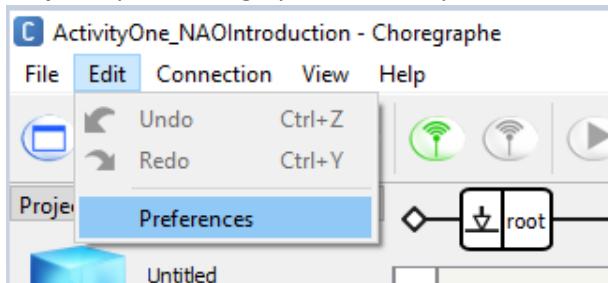 C ActivityOne_NAOIntroduction - Choregraphe
File Edit Connection View Help
Undo Ctrl+Z
Redo Ctrl+Y
Preferences
root
Untitled